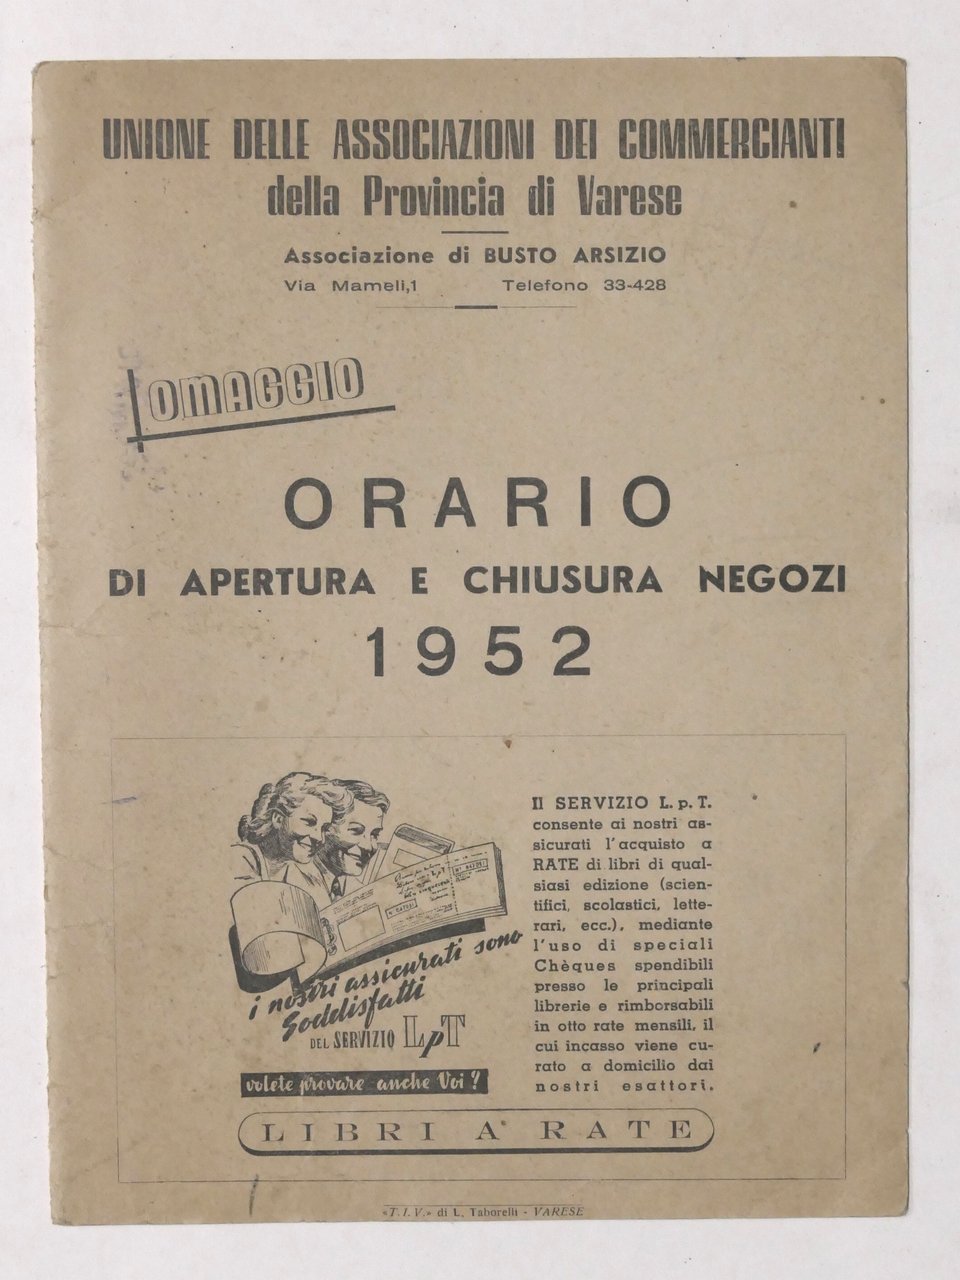 UNIONE DELLE ASSOCIAZIONI DEI COMMERCIANTI
della Provincia di Varese
Associazione di BUSTO ARSIZIO
Via Mameli,1 Telefono 33-428
OMAGGIO
ORARIO
DI APERTURA E CHIUSURA NEGOZI
1952
i nostri assicurati sono
Soddisfatti
DEL SERVIZIO LpT
volete provare anche Voi ?
Il SERVIZIO L. p. T.
consente ai nostri as-
sicurati l'acquisto a
RATE di libri di qual-
siasi edizione (scien-
tifici, scolastici, lette-
rari, ecc.), mediante
l'uso di speciali
Chèques spendibili
presso le principali
librerie e rimborsabili
in otto rate mensili, il
cui incasso viene cu-
rato a domicilio dai
nostri esattori.
LIBRI A RATE
«T. I. V.» di L. Taborelli - VARESE